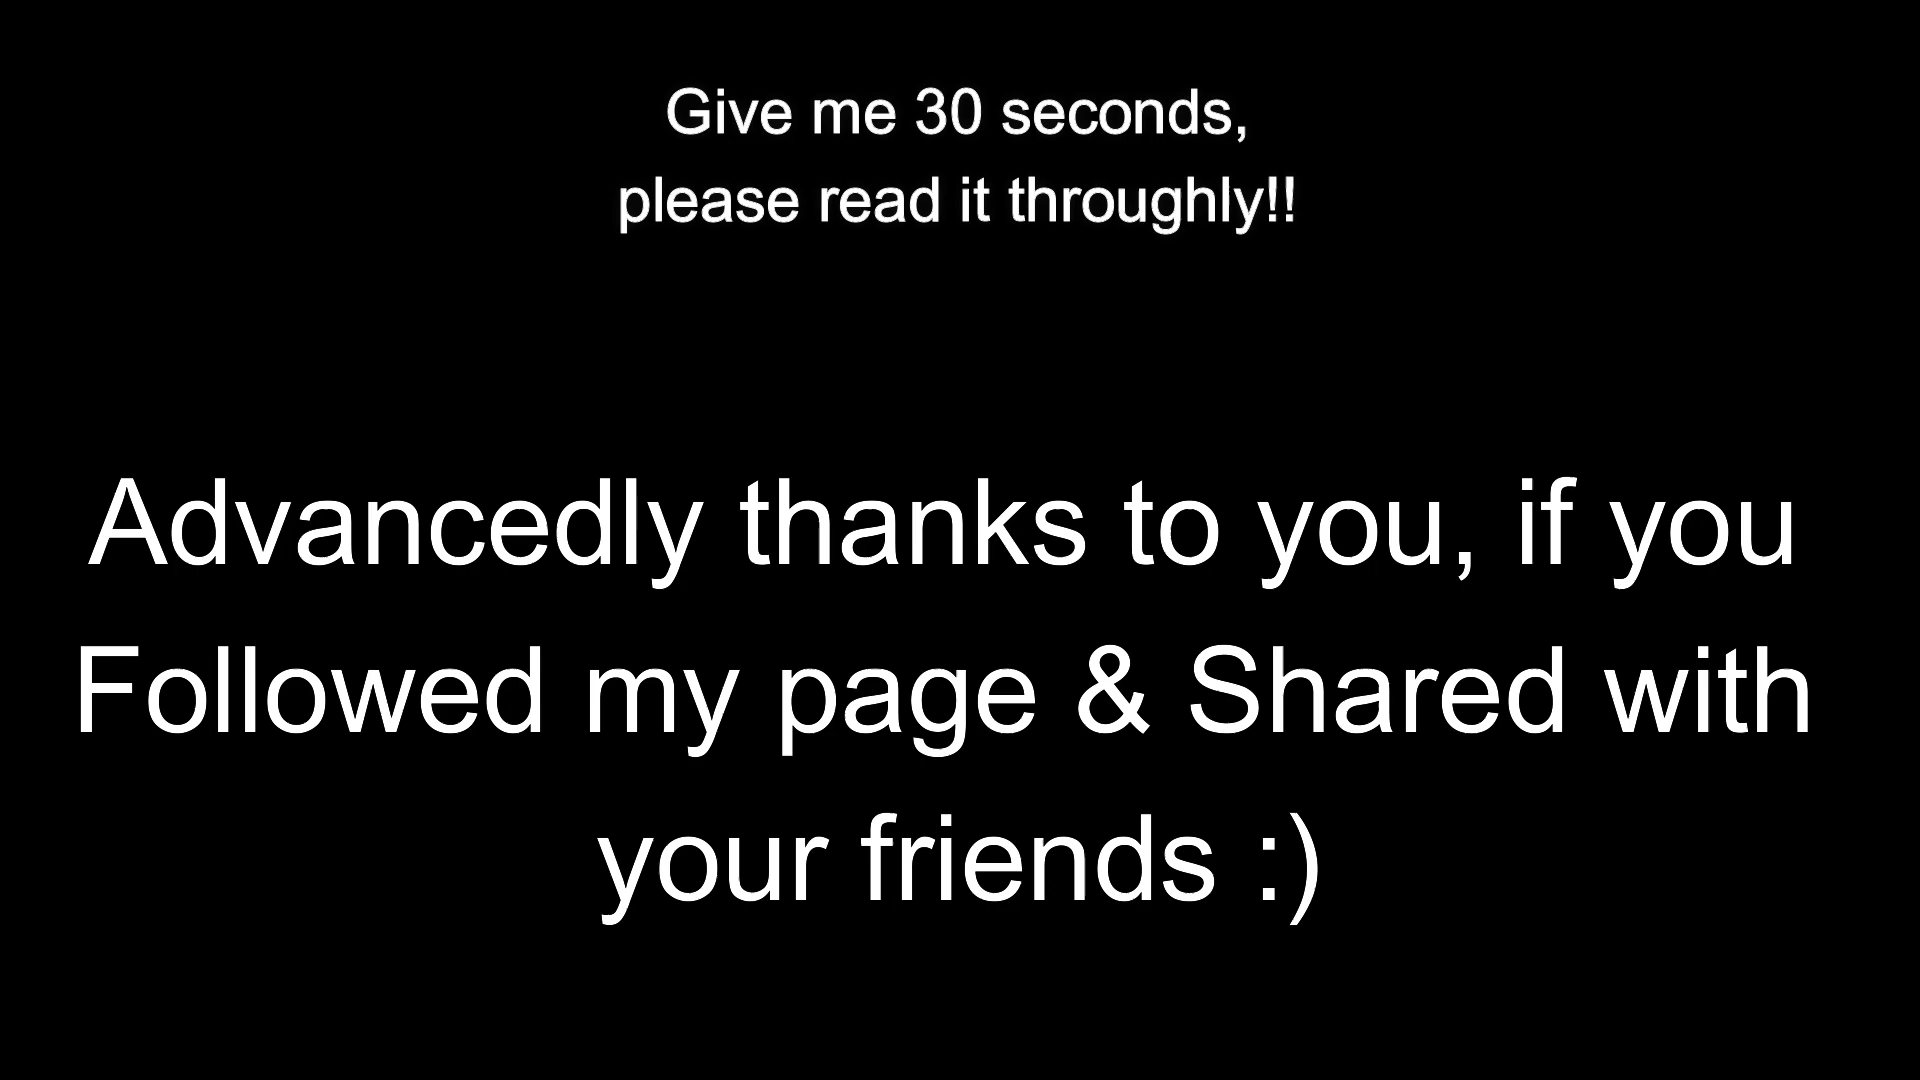 Give me 30 seconds,
please read it throughly!!
Advancedly thanks to you, if you
Followed my page & Shared with
your friends :)